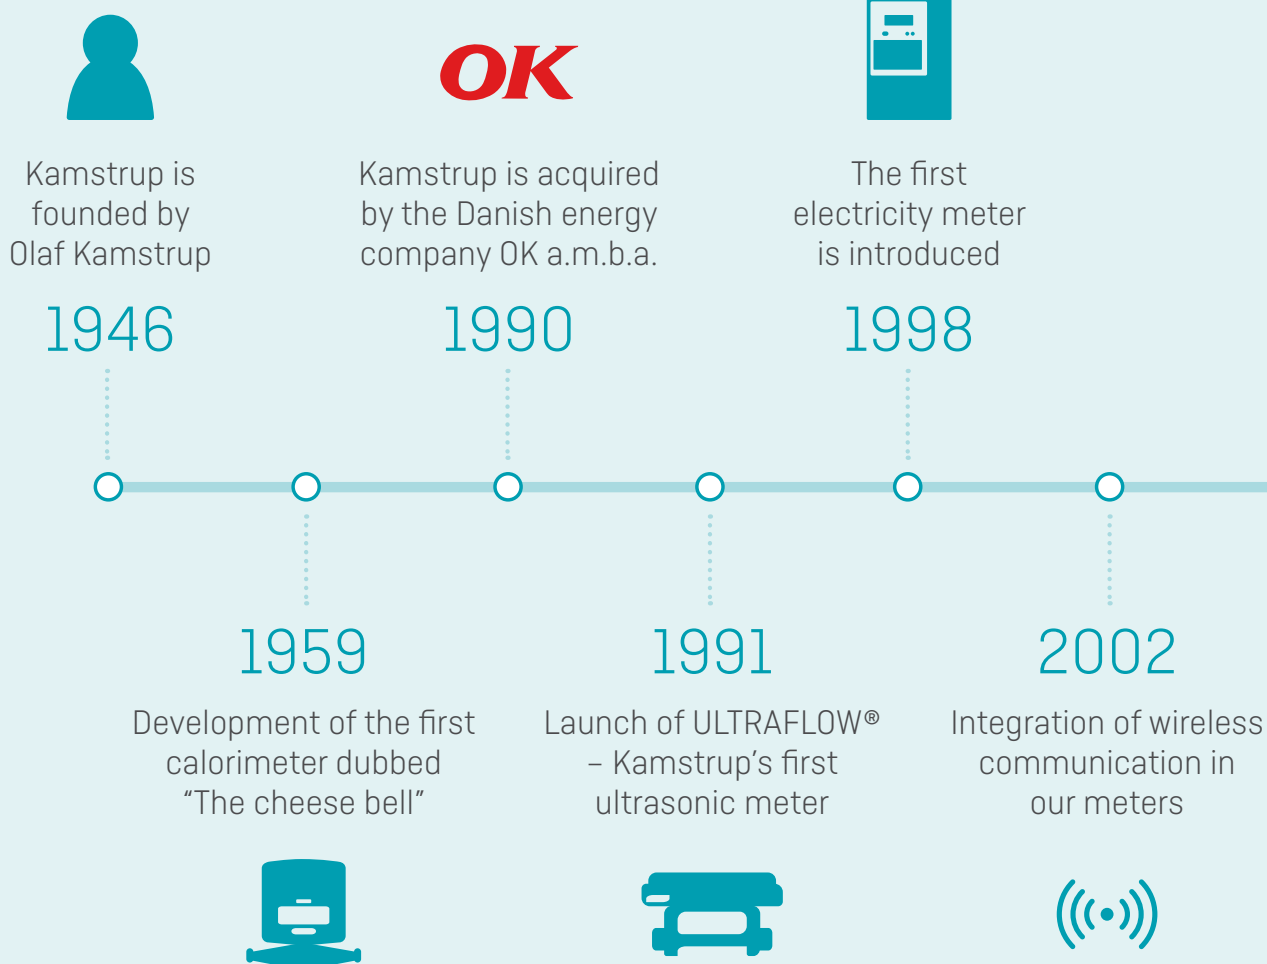 OK
Kamstrup is
founded by
Olaf Kamstrup
1946
Kamstrup is acquired
by the Danish energy
company OK a.m.b.a.
1990
The first
electricity meter
is introduced
1998
1959
Development of the first
calorimeter dubbed
“The cheese bell”
1991
Launch of ULTRAFLOW®
– Kamstrup’s first
ultrasonic meter
2002
Integration of wireless
communication in
our meters